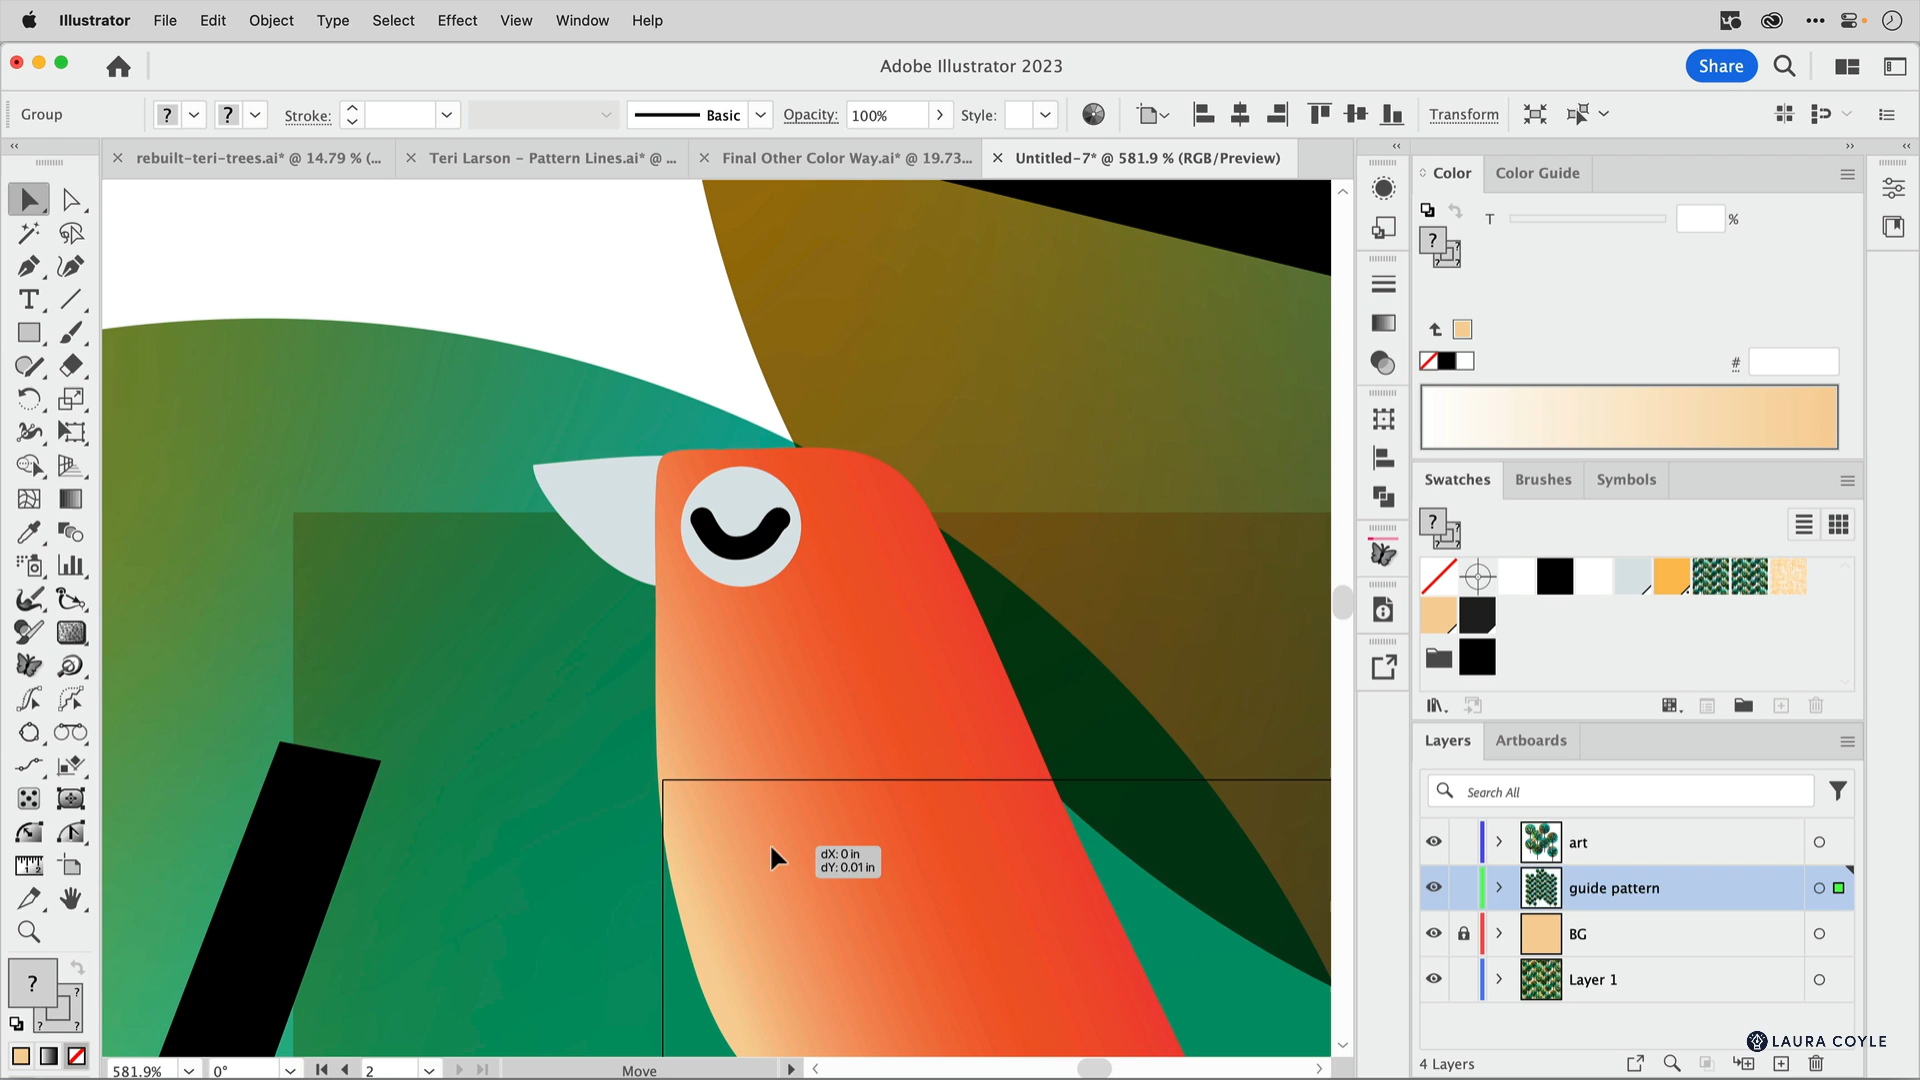 Illustrator File Edit Object Type Select Effect View Window Help
Adobe Illustrator 2023
Share
Group
? ? Stroke: Basic Opacity: 100% Style: Transform
rebuilt-teri-trees.ai* @ 14.79 % (...
Teri Larson - Pattern Lines.ai* @ ...
Final Other Color Way.ai* @ 19.73...
Untitled-7* @ 581.9 % (RGB/Preview)
Color Color Guide
T %
#
Swatches Brushes Symbols
Layers Artboards
Search All
art
guide pattern
BG
Layer 1
dX: 0 in
dY: 0.01 in
LAURA COYLE
4 Layers
581.9% 0° 2 Move